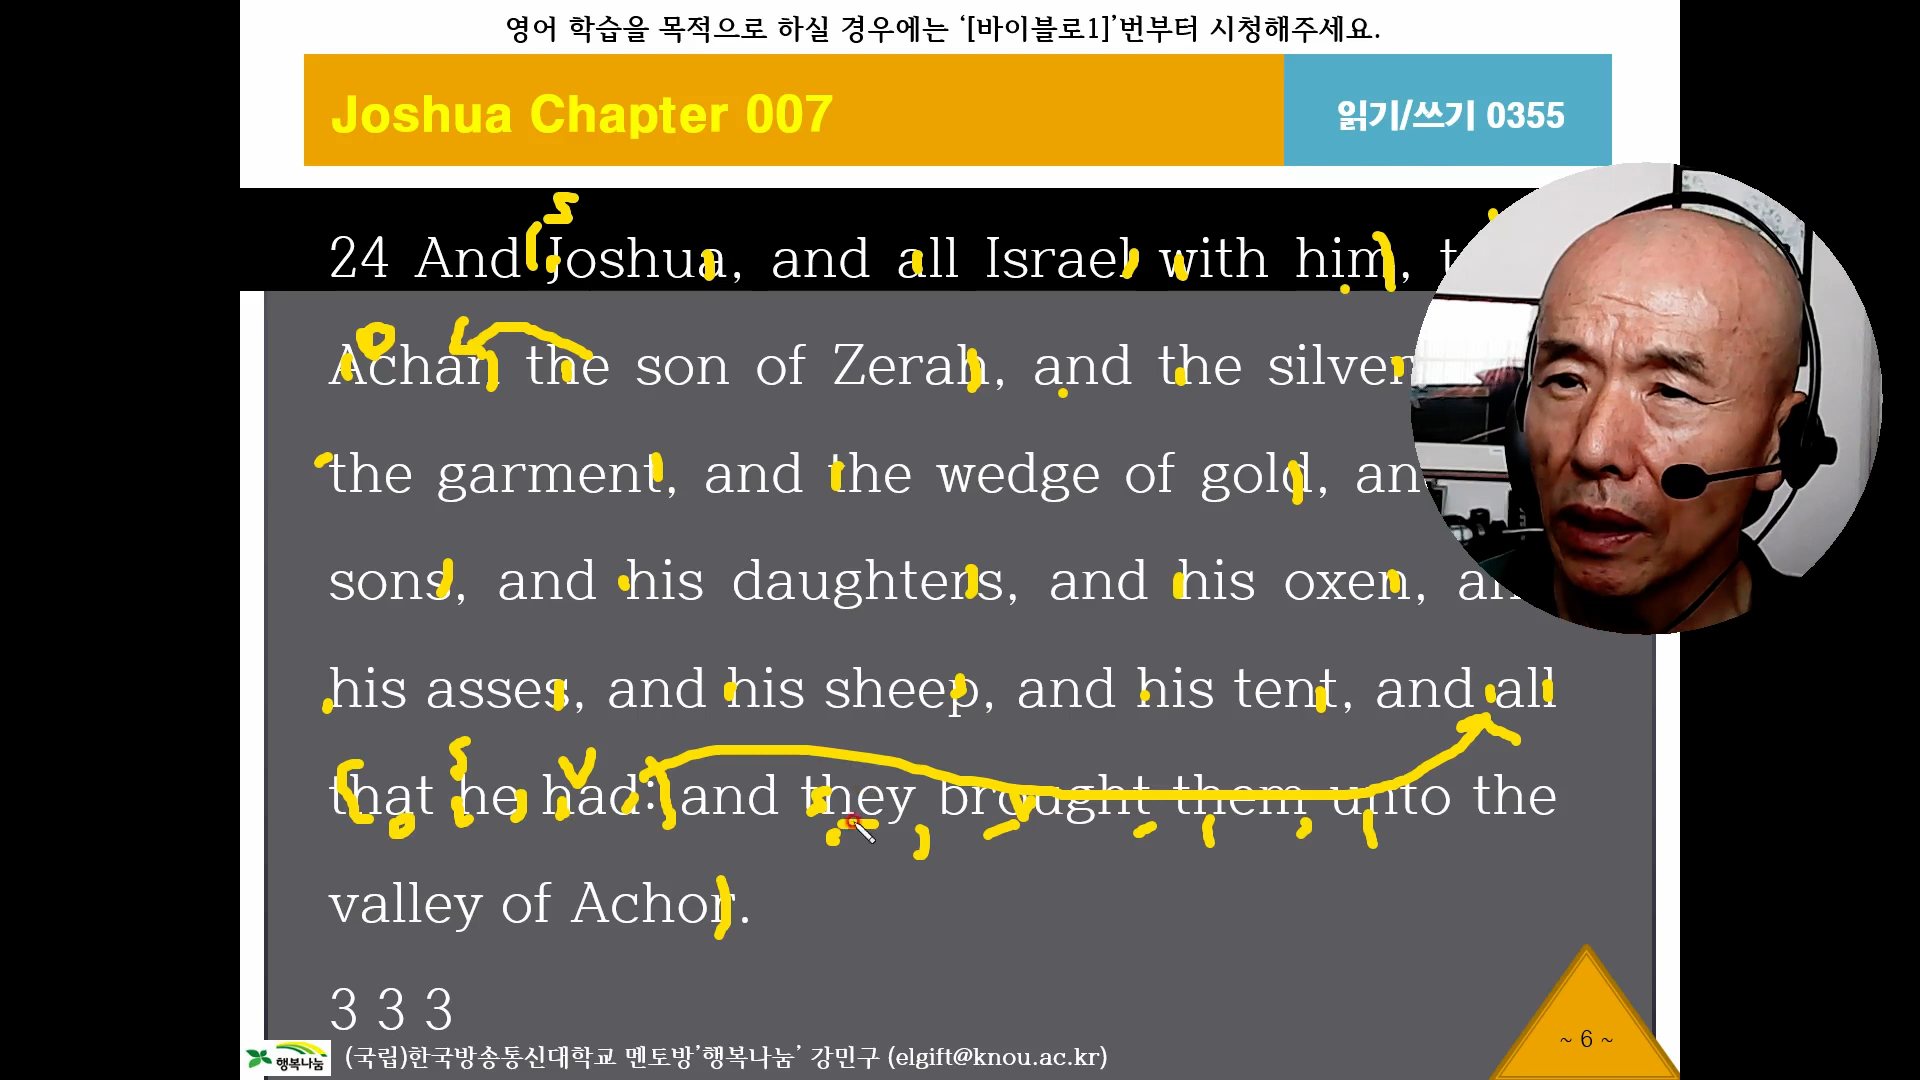 영어 학습을 목적으로 하실 경우에는 ‘[바이블로1]’번부터 시청해주세요.
Joshua Chapter 007
읽기/쓰기 0355
24 And Joshua, and all Israel with him,
Achan the son of Zerah, and the silver
the garment, and the wedge of gold,
sons, and his daughters, and his oxen,
his asses, and his sheep, and his tent, and all
that he had: and they brought them unto the
valley of Achor.
3 3 3
~ 6 ~
행복나눔
(국립)한국방송통신대학교 멘토방’행복나눔’ 강민구 (elgift@knou.ac.kr)